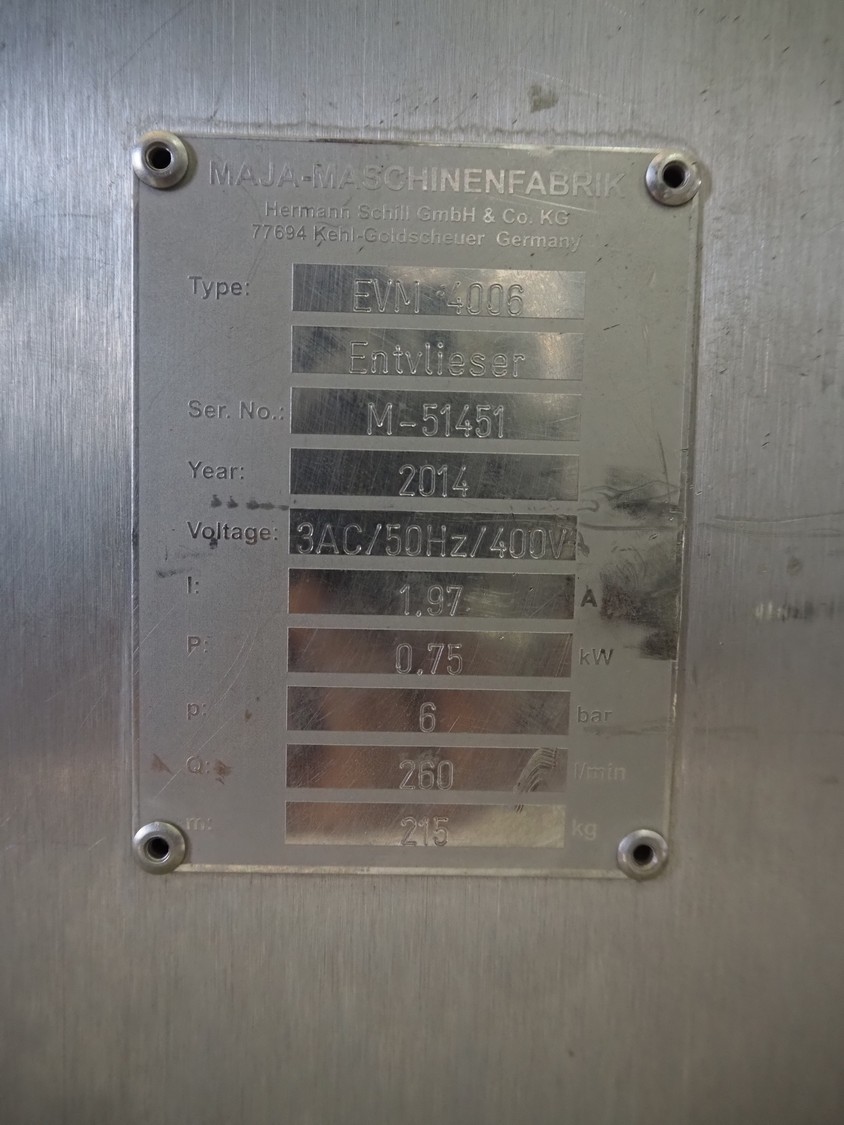 MAJA-MASCHINENFABRIK
Hermann Schill GmbH & Co. KG
77694 Kehl-Goldscheuer Germany
Type: EVM 4006
Entvlieser
Ser. No.: M-51451
Year: 2014
Voltage: 3AC/50Hz/400V
I: 1.97 A
P: 0.75 kW
p: 6 bar
Q: 260 l/min
m: 215 kg